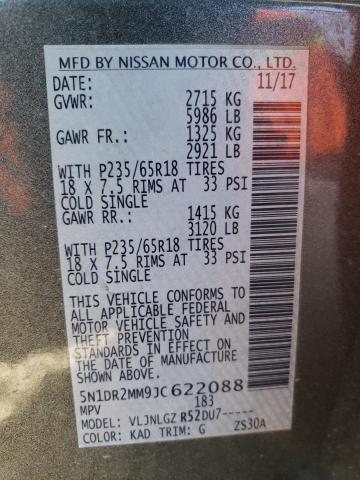 MFD BY NISSAN MOTOR CO., LTD.
DATE: 11/17
GVWR: 2715 KG
5986 LB
GAWR FR.: 1325 KG
2921 LB
WITH P235/65R18 TIRES
18 X 7.5 RIMS AT 33 PSI
COLD SINGLE
GAWR RR.: 1415 KG
3120 LB
WITH P235/65R18 TIRES
18 X 7.5 RIMS AT 33 PSI
COLD SINGLE
THIS VEHICLE CONFORMS TO
ALL APPLICABLE FEDERAL
MOTOR VEHICLE SAFETY AND
THEFT PREVENTION
STANDARDS IN EFFECT ON
THE DATE OF MANUFACTURE
SHOWN ABOVE.
5N1DR2MM9JC622088
MPV 183
MODEL: VLJNLGZ R52DU7-----
COLOR: KAD TRIM: G ZS30A